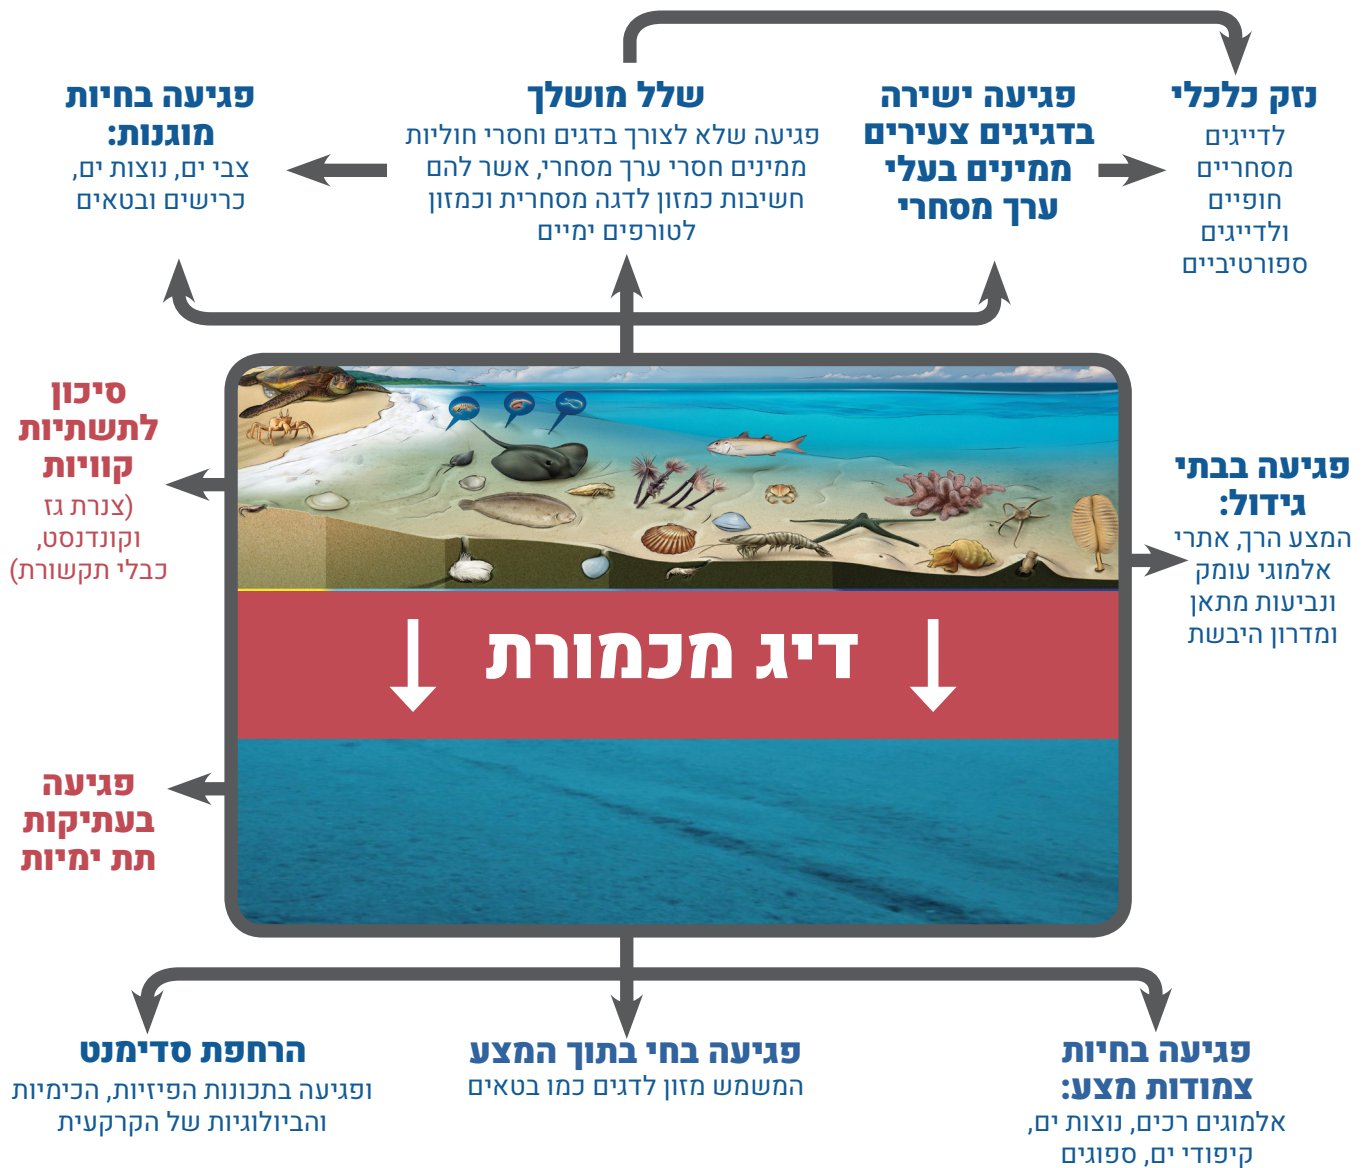 נזק כלכלי
לדייגים
מסחריים
חופיים
ולדייגים
ספורטיביים
פגיעה ישירה
בדגיגים צעירים
ממינים בעלי
ערך מסחרי
שלל מושלך
פגיעה שלא לצורך בדגים וחסרי חוליות
ממינים חסרי ערך מסחרי, אשר להם
חשיבות כמזון לדגה מסחרית וכמזון
לטורפים ימיים
פגיעה בחיות
מוגנות:
צבי ים, נוצות ים,
כרישים ובטאים
פגיעה בבתי
גידול:
המצע הרך, אתרי
אלמוגי עומק
ונביעות מתאן
ומדרון היבשת
דיג מכמורת
סיכון
לתשתיות
קוויות
(צנרת גז
וקונדנסט,
כבלי תקשורת)
פגיעה
בעתיקות
תת ימיות
פגיעה בחיות
צמודות מצע:
אלמוגים רכים, נוצות ים,
קיפודי ים, ספוגים
פגיעה בחי בתוך המצע
המשמש מזון לדגים כמו בטאים
הרחפת סדימנט
ופגיעה בתכונות הפיזיות, הכימיות
והביולוגיות של הקרקעית